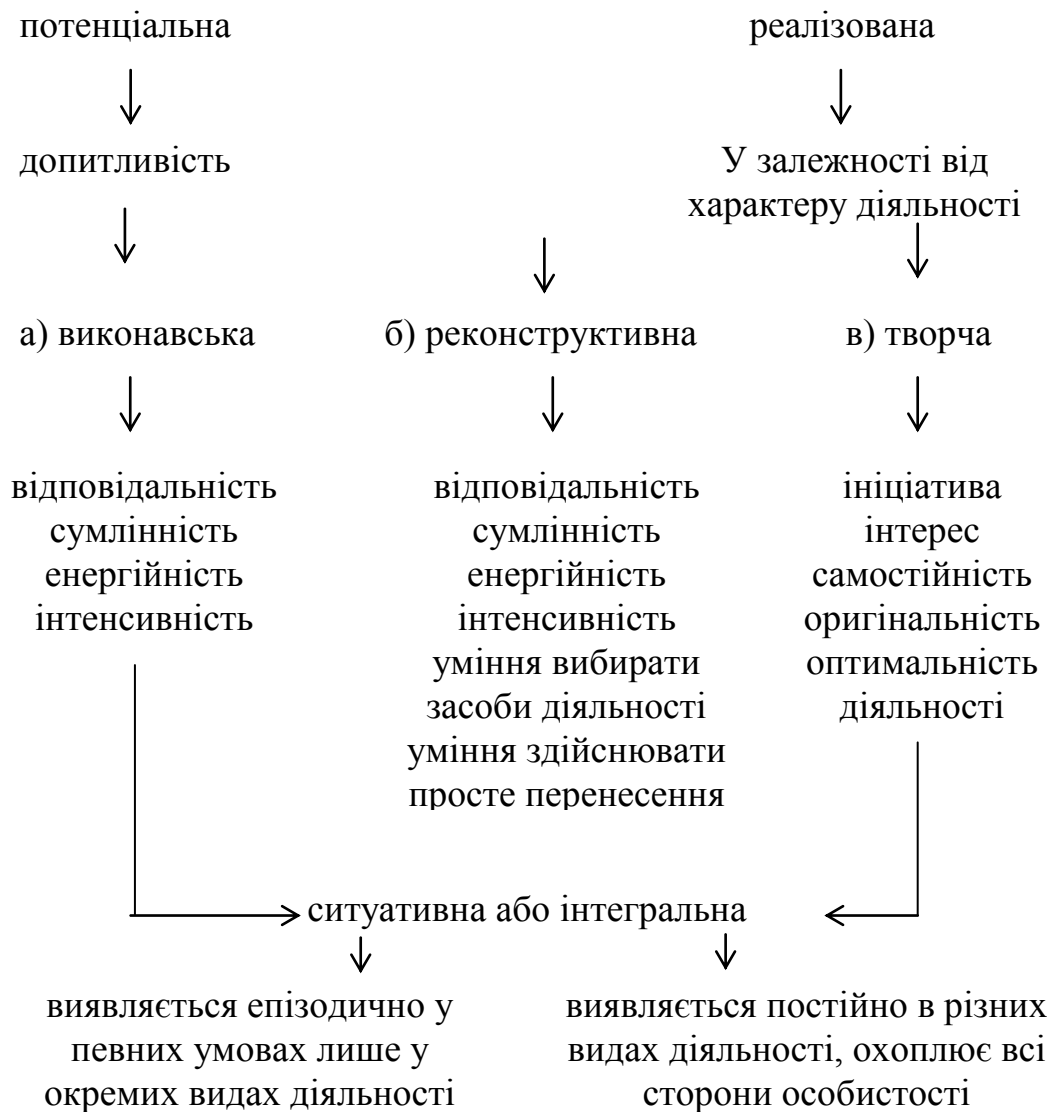 потенціальна
реалізована
допитливість
У залежності від
характеру діяльності
а) виконавська
б) реконструктивна
в) творча
відповідальність
сумлінність
енергійність
інтенсивність
відповідальність
сумлінність
енергійність
інтенсивність
уміння вибирати
засоби діяльності
уміння здійснювати
просте перенесення
ініціатива
інтерес
самостійність
оригінальність
оптимальність
діяльності
ситуативна або інтегральна
виявляється епізодично у
певних умовах лише у
окремих видах діяльності
виявляється постійно в різних
видах діяльності, охоплює всі
сторони особистості